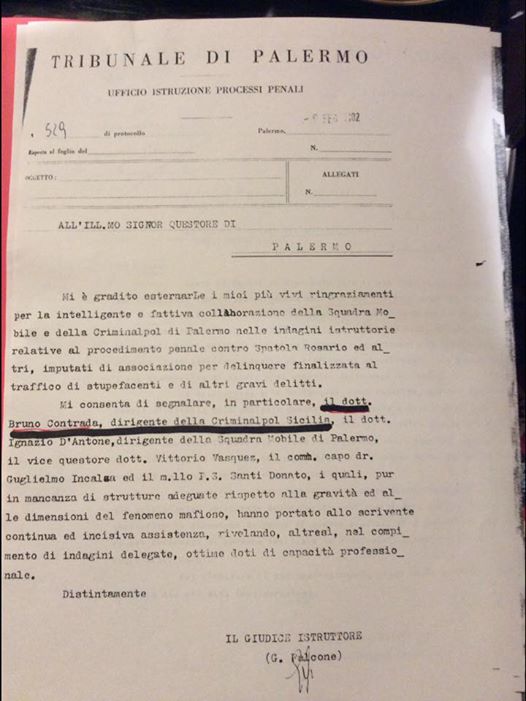 TRIBUNALE DI PALERMO
UFFICIO ISTRUZIONE PROCESSI PENALI
529 di protocollo
Palermo,
Risposta al foglio del
N.
OGGETTO:
ALLEGATI
N.
ALL'ILL.MO SIGNOR QUESTORE DI
PALERMO
Mi è gradito esternarLe i miei più vivi ringraziamenti
per la intelligente e fattiva collaborazione della Squadra Mo_
bile e della Criminalpol di Palermo nelle indagini istruttorie
relative al procedimento penale contro Spatola Rosario ed al_
tri, imputati di associazione per delinquere finalizzata al
traffico di stupefacenti e di altri gravi delitti.
Mi consenta di segnalare, in particolare, il dott.
Bruno Contrada, dirigente della Criminalpol Sicilia, il dott.
Ignazio D'Antone,dirigente della Squadra Mobile di Palermo,
il vice questore dott. Vittorio Vasquez, il comm. capo dr.
Guglielmo Incalza ed il m.llo P.S. Santi Donato, i quali, pur
in mancanza di strutture adeguate rispetto alla gravità ed al_
le dimensioni del fenomeno mafioso, hanno portato allo scrivente
continua ed incisiva assistenza, rivelando, altresì, nel compi_
mento di indagini delegate, ottime doti di capacità professio_
nale.
Distintamente
IL GIUDICE ISTRUTTORE
(G. Falcone)